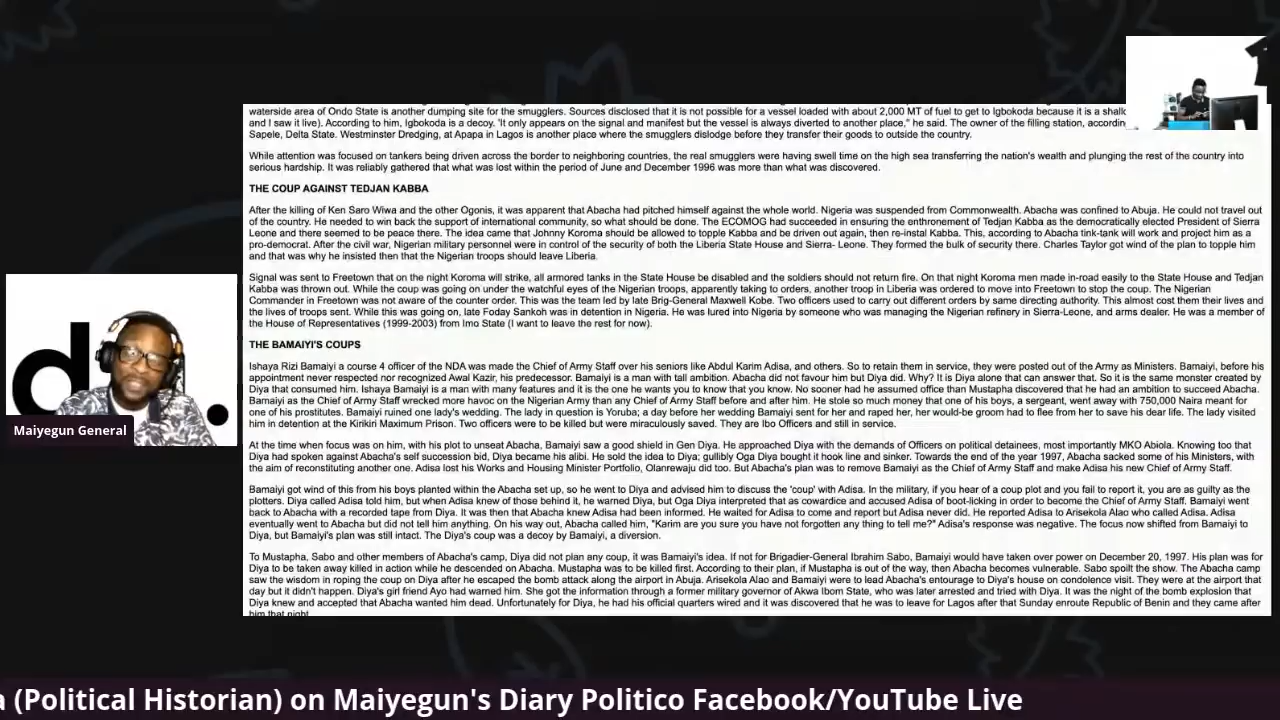 waterside area of Ondo State is another dumping site for the smugglers. Sources disclosed that it is not possible for a vessel loaded with about 2,000 MT of fuel to get to Igbokoda because it is a shallo
and I saw it live). According to him, Igbokoda is a decoy. 'It only appears on the signal and manifest but the vessel is always diverted to another place," he said. The owner of the filling station, accordin
Sapele, Delta State. Westminster Dredging, at Apapa in Lagos is another place where the smugglers dislodge before they transfer their goods to outside the country.
While attention was focused on tankers being driven across the border to neighboring countries, the real smugglers were having swell time on the high sea transferring the nation's wealth and plunging the rest of the country into
serious hardship. It was reliably gathered that what was lost within the period of June and December 1996 was more than what was discovered.
THE COUP AGAINST TEDJAN KABBA
After the killing of Ken Saro Wiwa and the other Ogonis, it was apparent that Abacha had pitched himself against the whole world. Nigeria was suspended from Commonwealth. Abacha was confined to Abuja. He could not travel out
of the country. He needed to win back the support of international community, so what should be done. The ECOMOG had succeeded in ensuring the enthronement of Tedjan Kabba as the democratically elected President of Sierra
Leone and there seemed to be peace there. The idea came that Johnny Koroma should be allowed to topple Kabba and be driven out again, then re-instal Kabba. This, according to Abacha tink-tank will work and project him as a
pro-democrat. After the civil war, Nigerian military personnel were in control of the security of both the Liberia State House and Sierra- Leone. They formed the bulk of security there. Charles Taylor got wind of the plan to topple him
and that was why he insisted then that the Nigerian troops should leave Liberia.
Signal was sent to Freetown that on the night Koroma will strike, all armored tanks in the State House be disabled and the soldiers should not return fire. On that night Koroma men made in-road easily to the State House and Tedjan
Kabba was thrown out. While the coup was going on under the watchful eyes of the Nigerian troops, apparently taking to orders, another troop in Liberia was ordered to move into Freetown to stop the coup. The Nigerian
Commander in Freetown was not aware of the counter order. This was the team led by late Brig-General Maxwell Kobe. Two officers used to carry out different orders by same directing authority. This almost cost them their lives and
the lives of troops sent. While this was going on, late Foday Sankoh was in detention in Nigeria. He was lured into Nigeria by someone who was managing the Nigerian refinery in Sierra-Leone, and arms dealer. He was a member of
the House of Representatives (1999-2003) from Imo State (I want to leave the rest for now).
THE BAMAIYI'S COUPS
Ishaya Rizi Bamaiyi a course 4 officer of the NDA was made the Chief of Army Staff over his seniors like Abdul Karim Adisa, and others. So to retain them in service, they were posted out of the Army as Ministers. Bamaiyi, before his
appointment never respected nor recognized Awal Kazir, his predecessor. Bamaiyi is a man with tall ambition. Abacha did not favour him but Diya did. Why? It is Diya alone that can answer that. So it is the same monster created by
Diya that consumed him. Ishaya Bamaiyi is a man with many features and it is the one he wants you to know that you know. No sooner had he assumed office than Mustapha discovered that he had an ambition to succeed Abacha.
Bamaiyi as the Chief of Army Staff wrecked more havoc on the Nigerian Army than any Chief of Army Staff before and after him. He stole so much money that one of his boys, a sergeant, went away with 750,000 Naira meant for
one of his prostitutes. Bamaiyi ruined one lady's wedding. The lady in question is Yoruba; a day before her wedding Bamaiyi sent for her and raped her, her would-be groom had to flee from her to save his dear life. The lady visited
him in detention at the Kirikiri Maximum Prison. Two officers were to be killed but were miraculously saved. They are Ibo Officers and still in service.
At the time when focus was on him, with his plot to unseat Abacha, Bamaiyi saw a good shield in Gen Diya. He approached Diya with the demands of Officers on political detainees, most importantly MKO Abiola. Knowing too that
Diya had spoken against Abacha's self succession bid, Diya became his alibi. He sold the idea to Diya; gullibly Oga Diya bought it hook line and sinker. Towards the end of the year 1997, Abacha sacked some of his Ministers, with
the aim of reconstituting another one. Adisa lost his Works and Housing Minister Portfolio, Olanrewaju did too. But Abacha's plan was to remove Bamaiyi as the Chief of Army Staff and make Adisa his new Chief of Army Staff.
Bamaiyi got wind of this from his boys planted within the Abacha set up, so he went to Diya and advised him to discuss the 'coup' with Adisa. In the military, if you hear of a coup plot and you fail to report it, you are as guilty as the
plotters. Diya called Adisa told him, but when Adisa knew of those behind it, he warned Diya, but Oga Diya interpreted that as cowardice and accused Adisa of boot-licking in order to become the Chief of Army Staff. Bamaiyi went
back to Abacha with a recorded tape from Diya. It was then that Abacha knew Adisa had been informed. He waited for Adisa to come and report but Adisa never did. He reported Adisa to Arisekola Alao who called Adisa. Adisa
eventually went to Abacha but did not tell him anything. On his way out, Abacha called him, "Karim are you sure you have not forgotten any thing to tell me?" Adisa's response was negative. The focus now shifted from Bamaiyi to
Diya, but Bamaiyi's plan was still intact. The Diya's coup was a decoy by Bamaiyi, a diversion.
To Mustapha, Sabo and other members of Abacha's camp, Diya did not plan any coup, it was Bamaiyi's idea. If not for Brigadier-General Ibrahim Sabo, Bamaiyi would have taken over power on December 20, 1997. His plan was for
Diya to be taken away killed in action while he descended on Abacha. Mustapha was to be killed first. According to their plan, if Mustapha is out of the way, then Abacha becomes vulnerable. Sabo spoilt the show. The Abacha camp
saw the wisdom in roping the coup on Diya after he escaped the bomb attack along the airport in Abuja. Arisekola Alao and Bamaiyi were to lead Abacha's entourage to Diya's house on condolence visit. They were at the airport that
day but it didn't happen. Diya's girl friend Ayo had warned him. She got the information through a former military governor of Akwa Ibom State, who was later arrested and tried with Diya. It was the night of the bomb explosion that
Diya knew and accepted that Abacha wanted him dead. Unfortunately for Diya, he had his official quarters wired and it was discovered that he was to leave for Lagos after that Sunday enroute Republic of Benin and they came after
him that night.
d
Maiyegun General
a (Political Historian) on Maiyegun's Diary Politico Facebook/YouTube Live